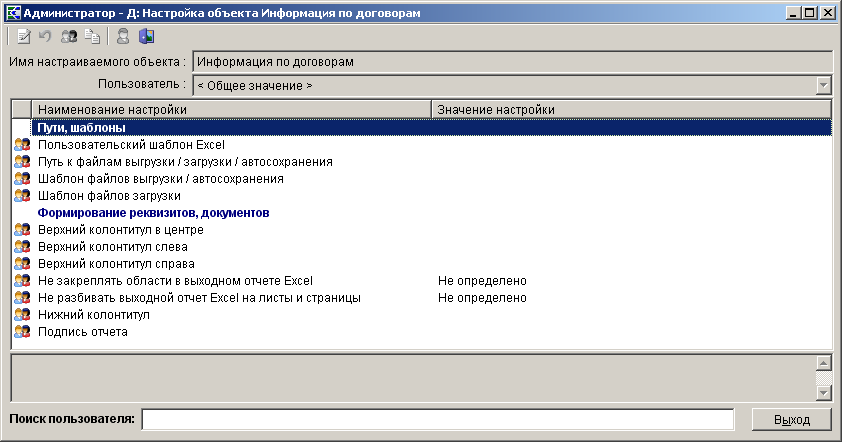 Администратор - Д: Настройка объекта Информация по договорам
Имя настраиваемого объекта : Информация по договорам
Пользователь : < Общее значение >
Наименование настройки Значение настройки
Пути, шаблоны
Пользовательский шаблон Excel
Путь к файлам выгрузки / загрузки / автосохранения
Шаблон файлов выгрузки / автосохранения
Шаблон файлов загрузки
Формирование реквизитов, документов
Верхний колонтитул в центре
Верхний колонтитул слева
Верхний колонтитул справа
Не закреплять области в выходном отчете Excel Не определено
Не разбивать выходной отчет Excel на листы и страницы Не определено
Нижний колонтитул
Подпись отчета
Поиск пользователя: Выход